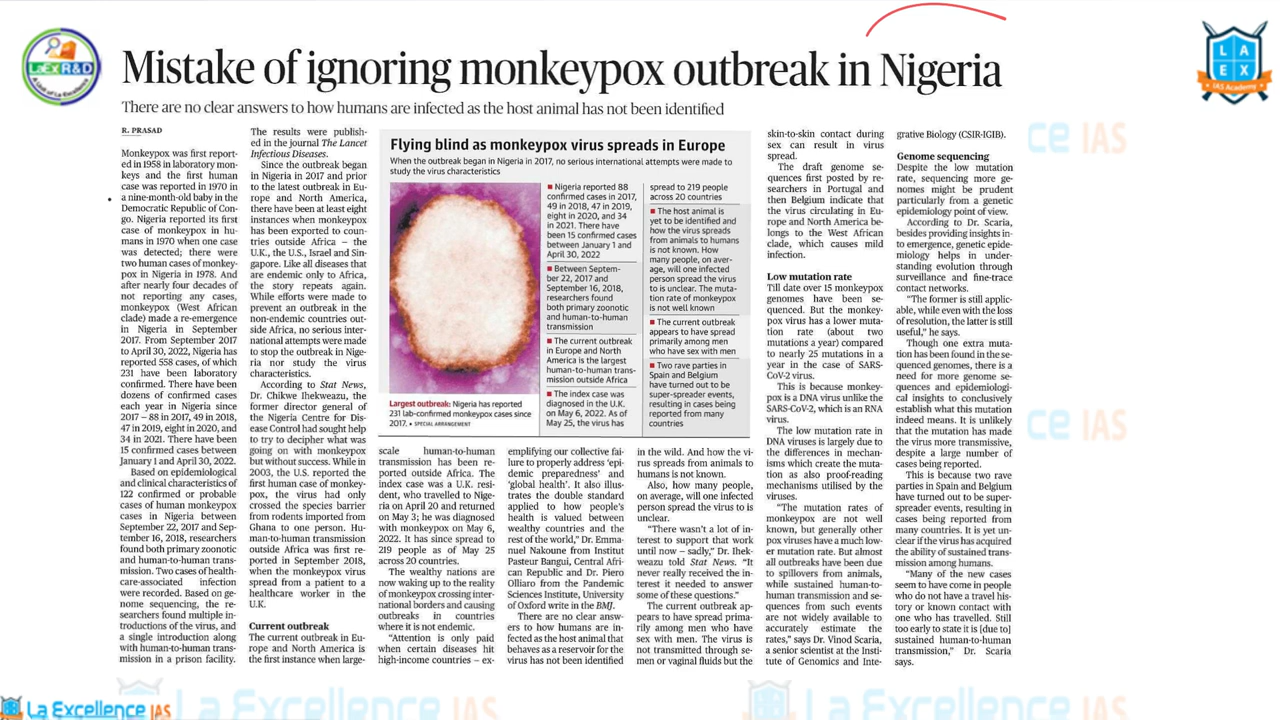 LaEx R&D
A Unit of La Excellence
L A
E X
IAS Academy
Mistake of ignoring monkeypox outbreak in Nigeria
There are no clear answers to how humans are infected as the host animal has not been identified
R. PRASAD
Monkeypox was first report-
ed in 1958 in laboratory mon-
keys and the first human
case was reported in 1970 in
a nine-month-old baby in the
Democratic Republic of Con-
go. Nigeria reported its first
case of monkeypox in hu-
mans in 1970 when one case
was detected; there were
two human cases of monkey-
pox in Nigeria in 1978. And
after nearly four decades of
not reporting any cases,
monkeypox (West African
clade) made a re-emergence
in Nigeria in September
2017. From September 2017
to April 30, 2022, Nigeria has
reported 558 cases, of which
231 have been laboratory
confirmed. There have been
dozens of confirmed cases
each year in Nigeria since
2017 – 88 in 2017, 49 in 2018,
47 in 2019, eight in 2020, and
34 in 2021. There have been
15 confirmed cases between
January 1 and April 30, 2022.
Based on epidemiological
and clinical characteristics of
122 confirmed or probable
cases of human monkeypox
cases in Nigeria between
September 22, 2017 and Sep-
tember 16, 2018, researchers
found both primary zoonotic
and human-to-human trans-
mission. Two cases of health-
care-associated infection
were recorded. Based on ge-
nome sequencing, the re-
searchers found multiple in-
troductions of the virus, and
a single introduction along
with human-to-human trans-
mission in a prison facility.
The results were publish-
ed in the journal The Lancet
Infectious Diseases.
Since the outbreak began
in Nigeria in 2017 and prior
to the latest outbreak in Eu-
rope and North America,
there have been at least eight
instances when monkeypox
has been exported to coun-
tries outside Africa – the
U.K., the U.S., Israel and Sin-
gapore. Like all diseases that
are endemic only to Africa,
the story repeats again.
While efforts were made to
prevent an outbreak in the
non-endemic countries out-
side Africa, no serious inter-
national attempts were made
to stop the outbreak in Nige-
ria nor study the virus
characteristics.
According to Stat News,
Dr. Chikwe Ihekweazu, the
former director general of
the Nigeria Centre for Dis-
ease Control had sought help
to try to decipher what was
going on with monkeypox
but without success. While in
2003, the U.S. reported the
first human case of monkey-
pox, the virus had only
crossed the species barrier
from rodents imported from
Ghana to one person. Hu-
man-to-human transmission
outside Africa was first re-
ported in September 2018,
when the monkeypox virus
spread from a patient to a
healthcare worker in the
U.K.
Current outbreak
The current outbreak in Eu-
rope and North America is
the first instance when large-
Flying blind as monkeypox virus spreads in Europe
When the outbreak began in Nigeria in 2017, no serious international attempts were made to
study the virus characteristics
Largest outbreak: Nigeria has reported
231 lab-confirmed monkeypox cases since
2017. • SPECIAL ARRANGEMENT
■ Nigeria reported 88
confirmed cases in 2017,
49 in 2018, 47 in 2019,
eight in 2020, and 34
in 2021. There have
been 15 confirmed cases
between January 1 and
April 30, 2022
■ Between Septem-
ber 22, 2017 and
September 16, 2018,
researchers found
both primary zoonotic
and human-to-human
transmission
■ The current outbreak
in Europe and North
America is the largest
human-to-human trans-
mission outside Africa
■ The index case was
diagnosed in the U.K.
on May 6, 2022. As of
May 25, the virus has
spread to 219 people
across 20 countries
■ The host animal is
yet to be identified and
how the virus spreads
from animals to humans
is not known. How
many people, on aver-
age, will one infected
person spread the virus
to is unclear. The muta-
tion rate of monkeypox
is not well known
■ The current outbreak
appears to have spread
primarily among men
who have sex with men
■ Two rave parties in
Spain and Belgium
have turned out to be
super-spreader events,
resulting in cases being
reported from many
countries
scale human-to-human
transmission has been re-
ported outside Africa. The
index case was a U.K. resi-
dent, who travelled to Nige-
ria on April 20 and returned
on May 3; he was diagnosed
with monkeypox on May 6,
2022. It has since spread to
219 people as of May 25
across 20 countries.
The wealthy nations are
now waking up to the reality
of monkeypox crossing inter-
national borders and causing
outbreaks in countries
where it is not endemic.
“Attention is only paid
when certain diseases hit
high-income countries – ex-
emplifying our collective fai-
lure to properly address ‘epi-
demic preparedness’ and
‘global health’. It also illus-
trates the double standard
applied to how people’s
health is valued between
wealthy countries and the
rest of the world,” Dr. Emma-
nuel Nakoune from Institut
Pasteur Bangui, Central Afri-
can Republic and Dr. Piero
Olliaro from the Pandemic
Sciences Institute, University
of Oxford write in the BMJ.
There are no clear answ-
ers to how humans are in-
fected as the host animal that
behaves as a reservoir for the
virus has not been identified
in the wild. And how the vi-
rus spreads from animals to
humans is not known.
Also, how many people,
on average, will one infected
person spread the virus to is
unclear.
“There wasn’t a lot of in-
terest to support that work
until now – sadly,” Dr. Ihek-
weazu told Stat News. “It
never really received the in-
terest it needed to answer
some of these questions.”
The current outbreak ap-
pears to have spread prima-
rily among men who have
sex with men. The virus is
not transmitted through se-
men or vaginal fluids but the
skin-to-skin contact during
sex can result in virus
spread.
The draft genome se-
quences first posted by re-
searchers in Portugal and
then Belgium indicate that
the virus circulating in Eu-
rope and North America be-
longs to the West African
clade, which causes mild
infection.
Low mutation rate
Till date over 15 monkeypox
genomes have been se-
quenced. But the monkey-
pox virus has a lower muta-
tion rate (about two
mutations a year) compared
to nearly 25 mutations in a
year in the case of SARS-
CoV-2 virus.
This is because monkey-
pox is a DNA virus unlike the
SARS-CoV-2, which is an RNA
virus.
The low mutation rate in
DNA viruses is largely due to
the differences in mechan-
isms which create the muta-
tion as also proof-reading
mechanisms utilised by the
viruses.
“The mutation rates of
monkeypox are not well
known, but generally other
pox viruses have a much low-
er mutation rate. But almost
all outbreaks have been due
to spillovers from animals,
while sustained human-to-
human transmission and se-
quences from such events
are not widely available to
accurately estimate the
rates,” says Dr. Vinod Scaria,
a senior scientist at the Insti-
tute of Genomics and Inte-
grative Biology (CSIR-IGIB).
Genome sequencing
Despite the low mutation
rate, sequencing more ge-
nomes might be prudent
particularly from a genetic
epidemiology point of view.
According to Dr. Scaria,
besides providing insights in-
to emergence, genetic epide-
miology helps in under-
standing evolution through
surveillance and fine-trace
contact networks.
“The former is still applic-
able, while even with the loss
of resolution, the latter is still
useful,” he says.
Though one extra muta-
tion has been found in the se-
quenced genomes, there is a
need for more genome se-
quences and epidemiologi-
cal insights to conclusively
establish what this mutation
indeed means. It is unlikely
that the mutation has made
the virus more transmissive,
despite a large number of
cases being reported.
This is because two rave
parties in Spain and Belgium
have turned out to be super-
spreader events, resulting in
cases being reported from
many countries. It is yet un-
clear if the virus has acquired
the ability of sustained trans-
mission among humans.
“Many of the new cases
seem to have come in people
who do not have a travel his-
tory or known contact with
one who has travelled. Still
too early to state it is [due to]
sustained human-to-human
transmission,” Dr. Scaria
says.
ce IAS
ce IAS
La Excellence IAS
La Excellence IAS
La Excellence IAS